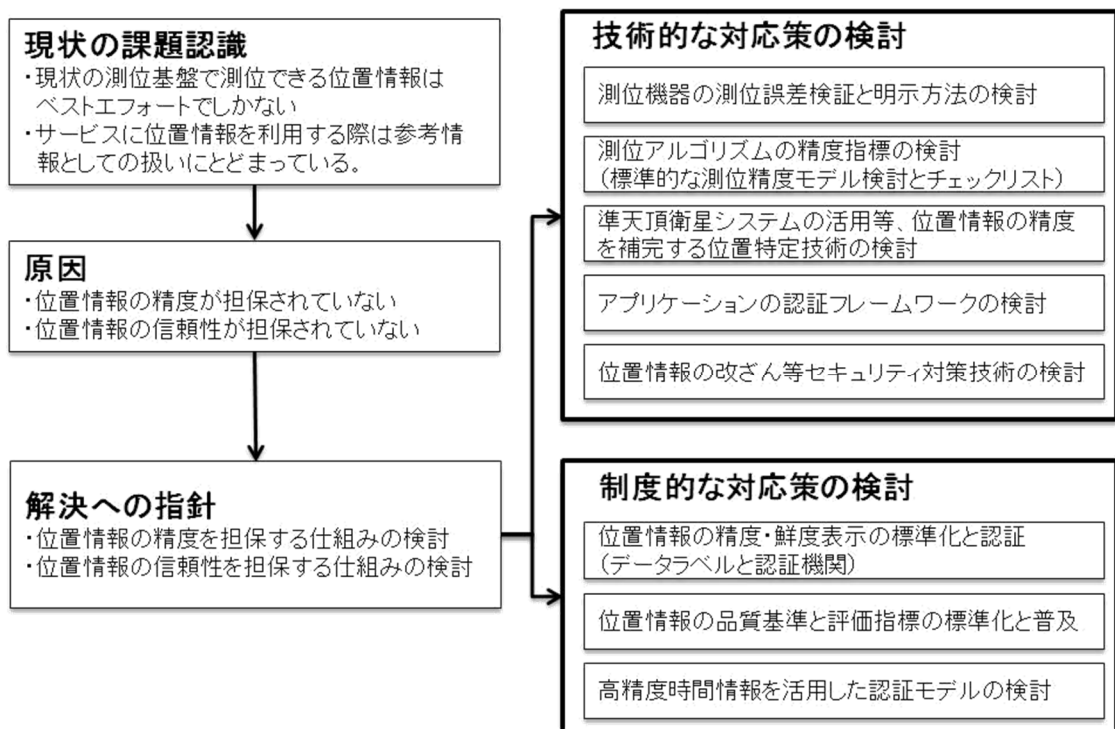 現状の課題認識
・現状の測位基盤で測位できる位置情報は
ベストエフォートでしかない
・サービスに位置情報を利用する際は参考情
報としての扱いにとどまっている。
原因
・位置情報の精度が担保されていない
・位置情報の信頼性が担保されていない
解決への指針
・位置情報の精度を担保する仕組みの検討
・位置情報の信頼性を担保する仕組みの検討
技術的な対応策の検討
測位機器の測位誤差検証と明示方法の検討
測位アルゴリズムの精度指標の検討
（標準的な測位精度モデル検討とチェックリスト）
準天頂衛星システムの活用等、位置情報の精度
を補完する位置特定技術の検討
アプリケーションの認証フレームワークの検討
位置情報の改ざん等セキュリティ対策技術の検討
制度的な対応策の検討
位置情報の精度・鮮度表示の標準化と認証
（データラベルと認証機関）
位置情報の品質基準と評価指標の標準化と普及
高精度時間情報を活用した認証モデルの検討